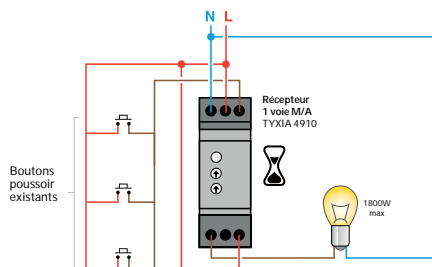 N L
Récepteur
1 voie M/A
TYXIA 4910
Boutons
poussoir
existants
1800W
max